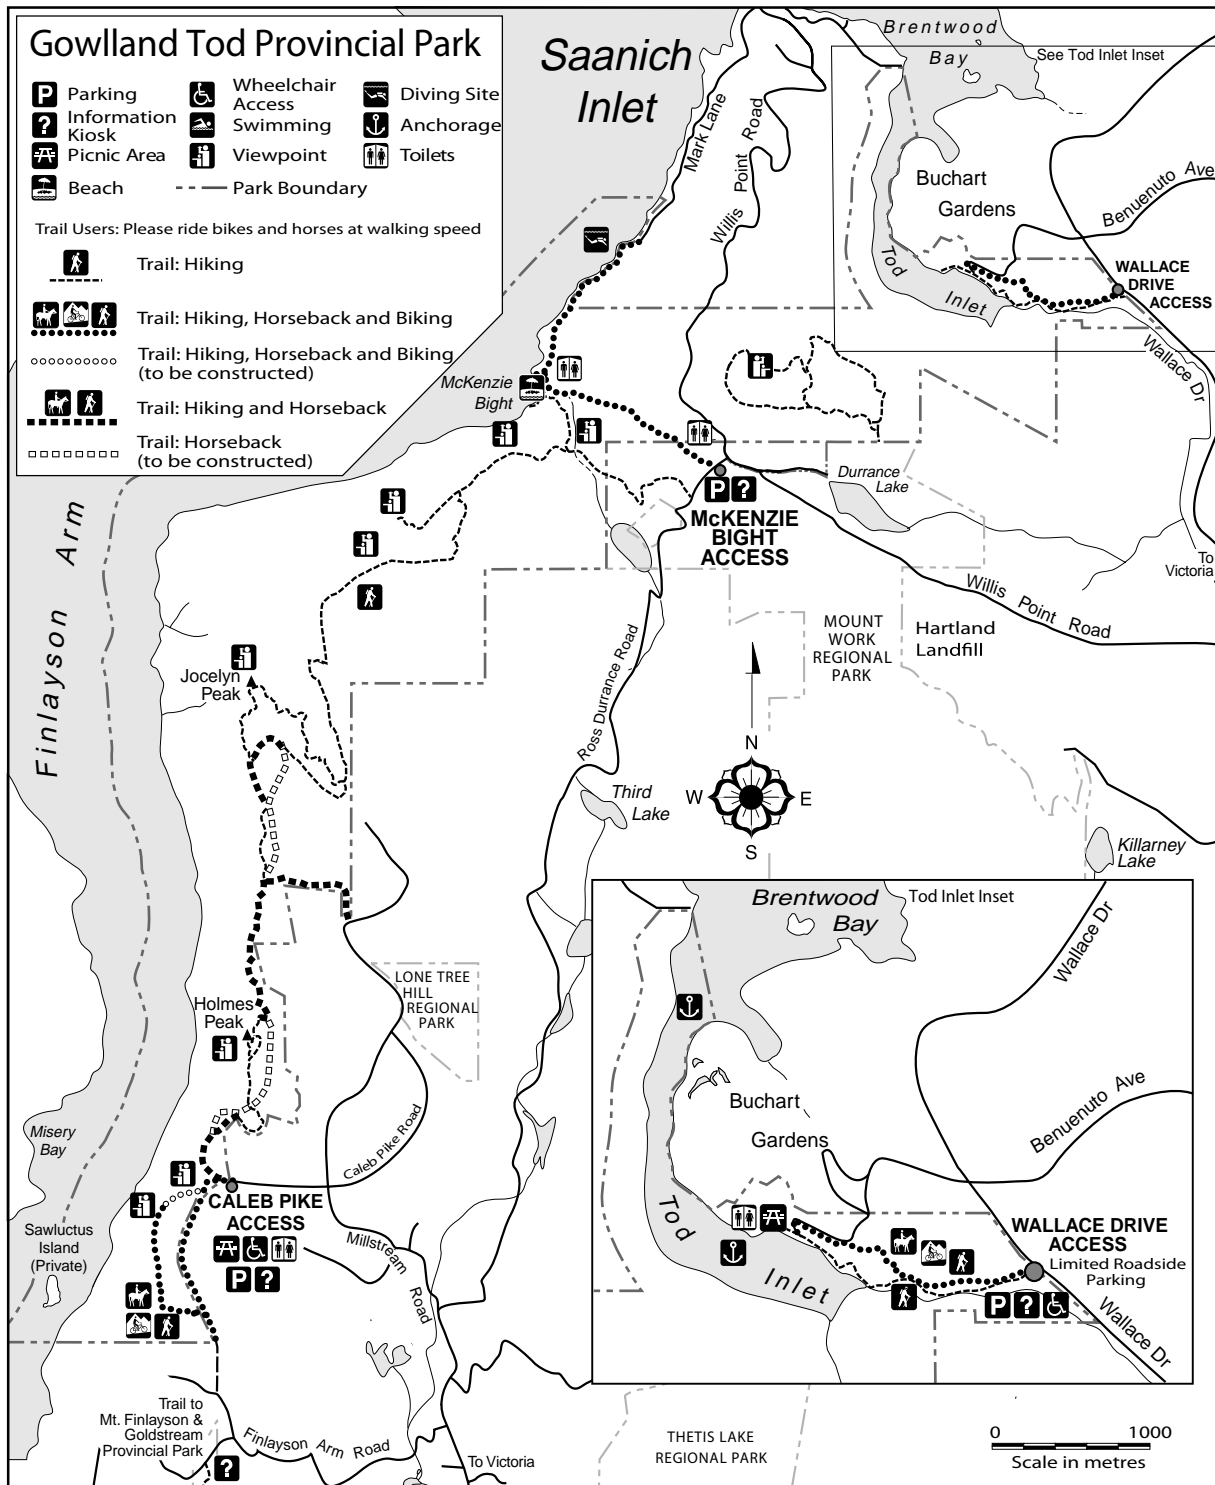 Gowlland Tod Provincial Park
P Parking
Wheelchair
Access
Diving Site
? Information
Kiosk
Swimming
Anchorage
Picnic Area
Viewpoint
Toilets
Beach
Park Boundary
Trail Users: Please ride bikes and horses at walking speed
Trail: Hiking
Trail: Hiking, Horseback and Biking
Trail: Hiking, Horseback and Biking
(to be constructed)
Trail: Hiking and Horseback
Trail: Horseback
(to be constructed)
Saanich
Inlet
Brentwood
Bay
See Tod Inlet Inset
Mark Lane
Willis Point Road
Buchart
Gardens
Benuenuto Ave
Tod
Inlet
WALLACE
DRIVE
ACCESS
Wallace Dr
McKenzie
Bight
Durrance
Lake
P ?
McKENZIE
BIGHT
ACCESS
To
Victoria
Willis Point Road
Finlayson Arm
MOUNT
WORK
REGIONAL
PARK
Hartland
Landfill
Jocelyn
Peak
Ross Durrance Road
N
W E
S
Third
Lake
Killarney
Lake
LONE TREE
HILL
REGIONAL
PARK
Holmes
Peak
Misery
Bay
Caleb Pike Road
CALEB PIKE
ACCESS
P ?
Sawluctus
Island
(Private)
Millstream
Road
Trail to
Mt. Finlayson &
Goldstream
Provincial Park
?
Finlayson Arm Road
To Victoria
THETIS LAKE
REGIONAL PARK
Brentwood
Bay
Tod Inlet Inset
Wallace Dr
Buchart
Gardens
Benuenuto Ave
Tod
Inlet
WALLACE DRIVE
ACCESS
Limited Roadside
Parking
P ?
Wallace Dr
0 1000
Scale in metres